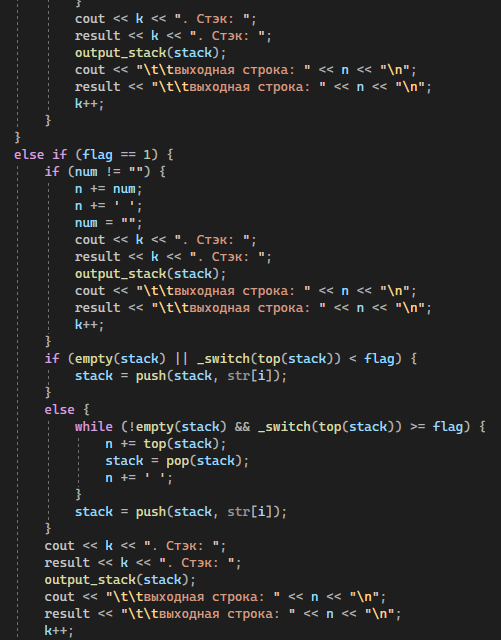 }
cout << k << ". Стэк: ";
result << k << ". Стэк: ";
output_stack(stack);
cout << "\t\tвыходная строка: " << n << "\n";
result << "\t\tвыходная строка: " << n << "\n";
k++;
}
}
else if (flag == 1) {
if (num != "") {
n += num;
n += ' ';
num = "";
cout << k << ". Стэк: ";
result << k << ". Стэк: ";
output_stack(stack);
cout << "\t\tвыходная строка: " << n << "\n";
result << "\t\tвыходная строка: " << n << "\n";
k++;
}
if (empty(stack) || _switch(top(stack)) < flag) {
stack = push(stack, str[i]);
}
else {
while (!empty(stack) && _switch(top(stack)) >= flag) {
n += top(stack);
stack = pop(stack);
n += ' ';
}
stack = push(stack, str[i]);
}
cout << k << ". Стэк: ";
result << k << ". Стэк: ";
output_stack(stack);
cout << "\t\tвыходная строка: " << n << "\n";
result << "\t\tвыходная строка: " << n << "\n";
k++;